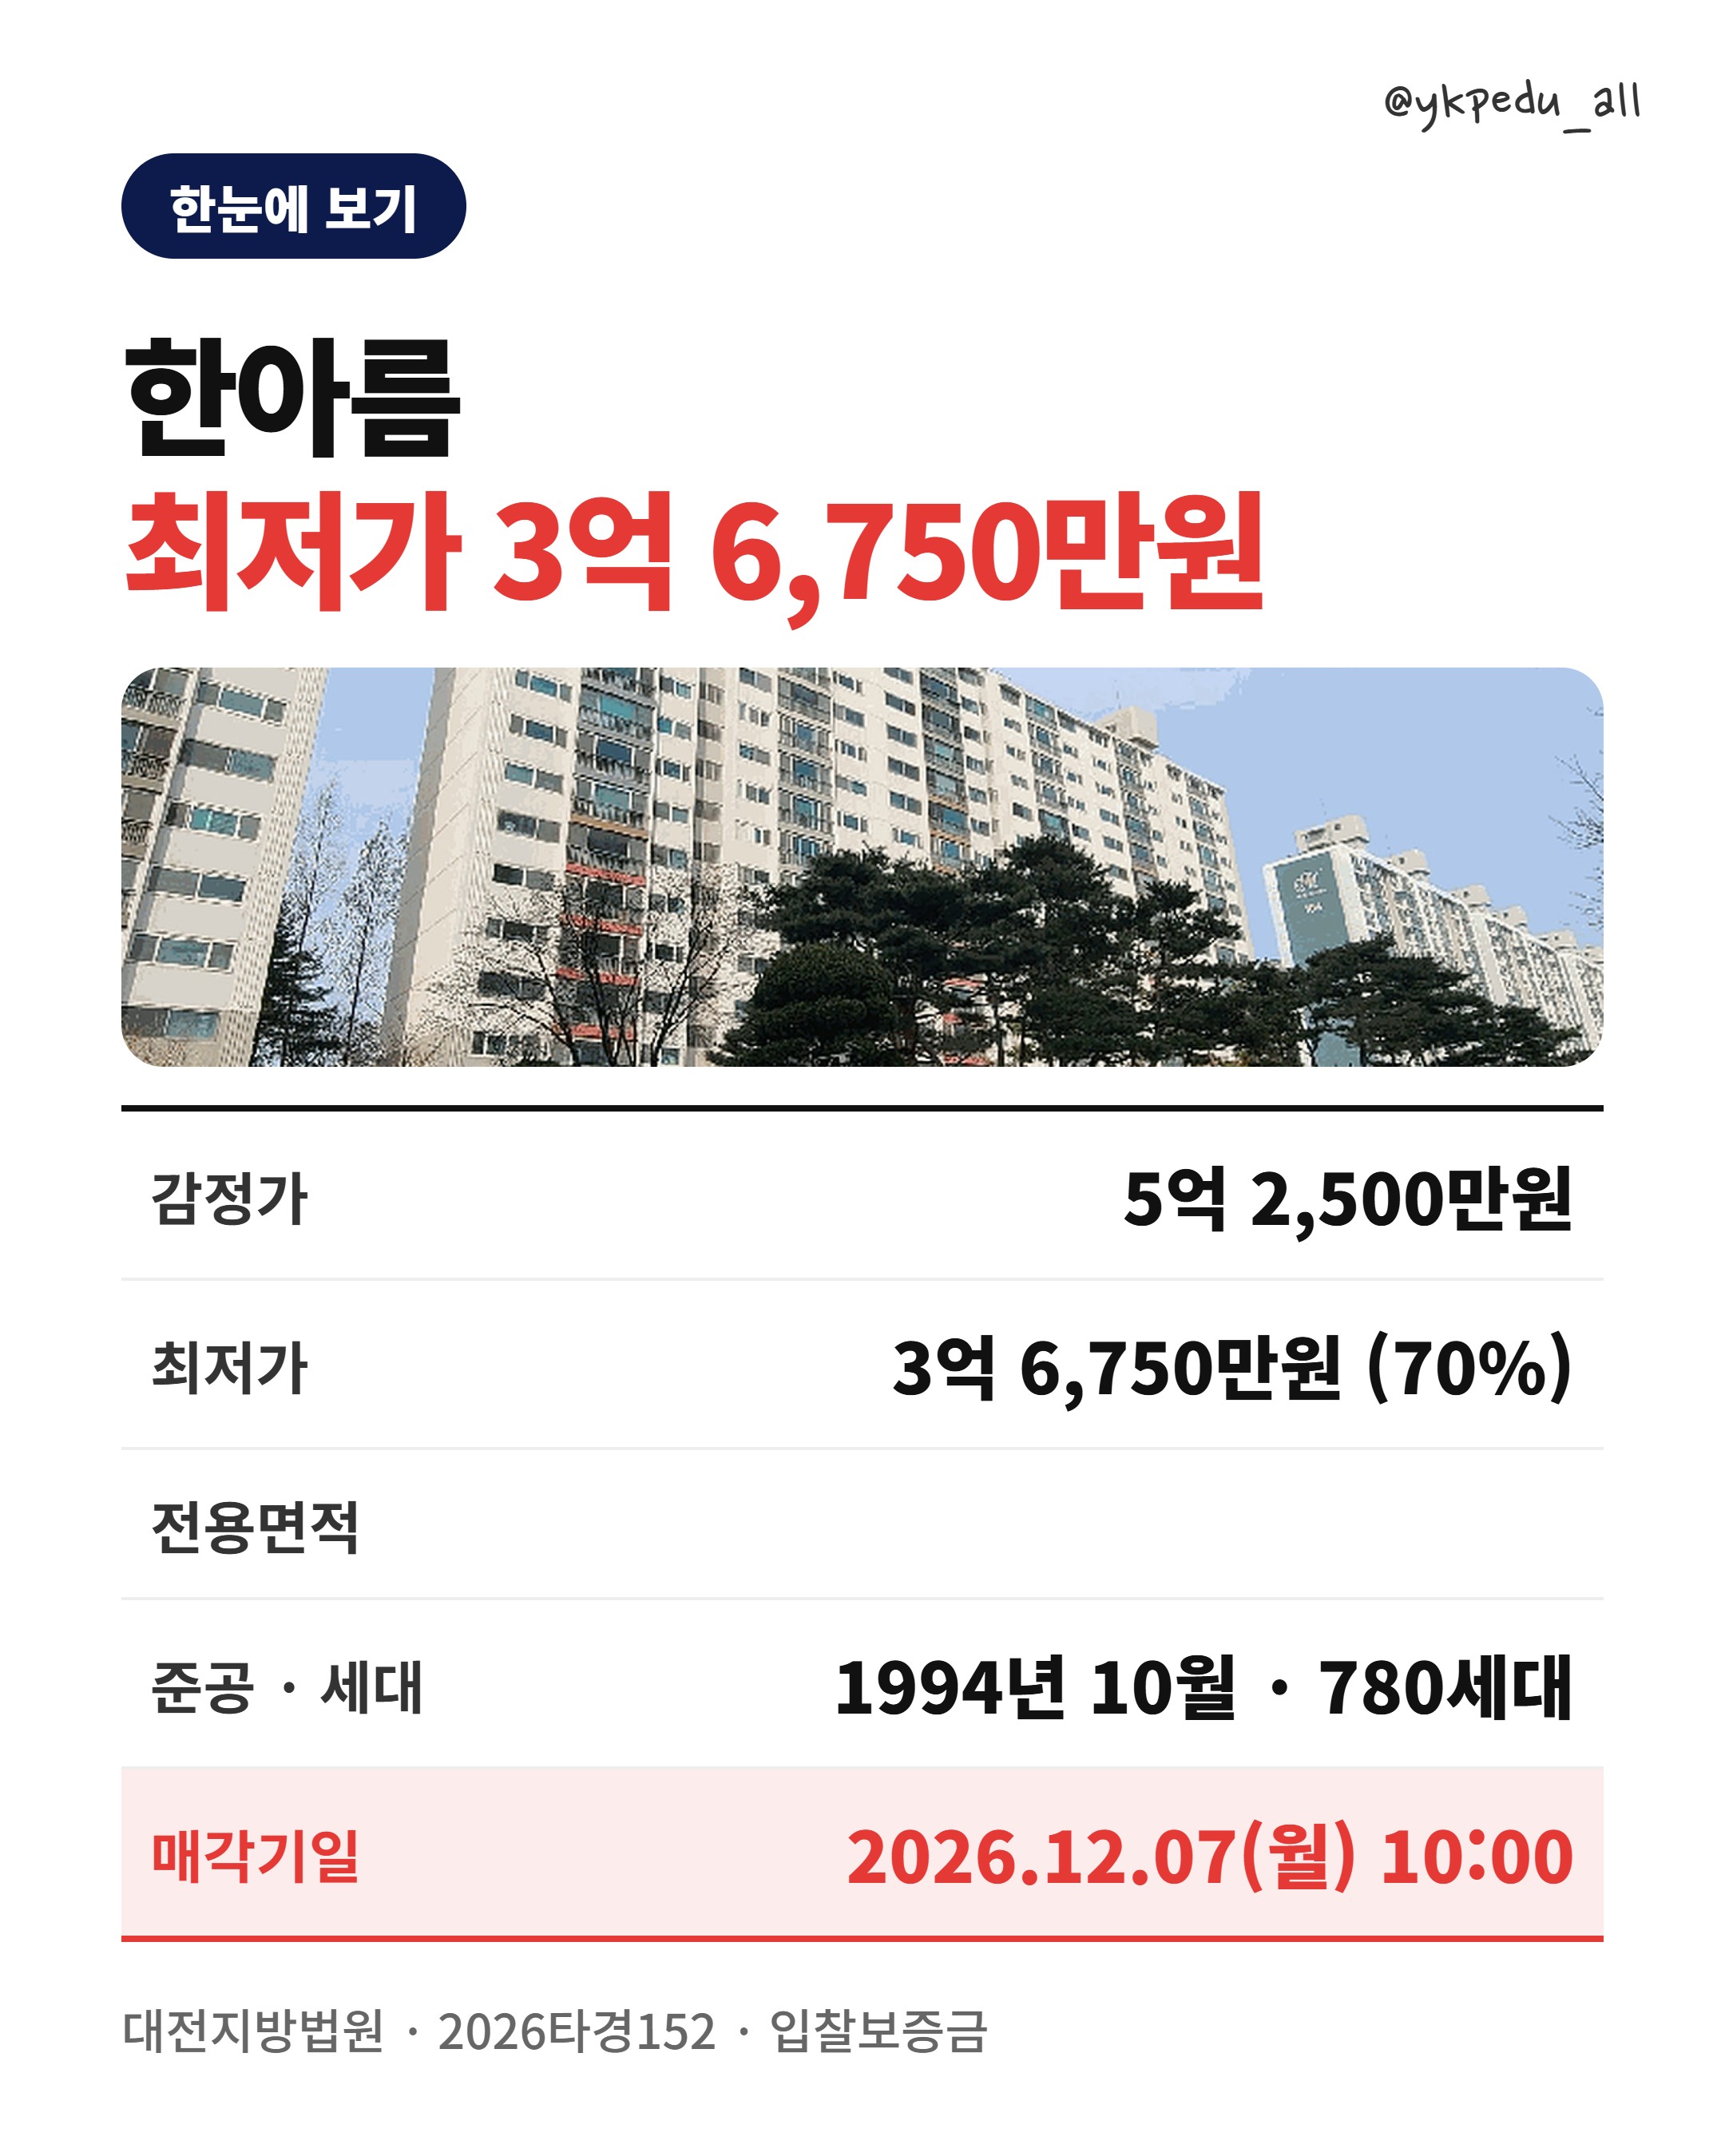 @ykpedu_all
한눈에 보기
한아름
최저가 3억 6,750만원
감정가 5억 2,500만원
최저가 3억 6,750만원 (70%)
전용면적
준공 · 세대 1994년 10월 · 780세대
매각기일 2026.12.07(월) 10:00
대전지방법원 · 2026타경152 · 입찰보증금